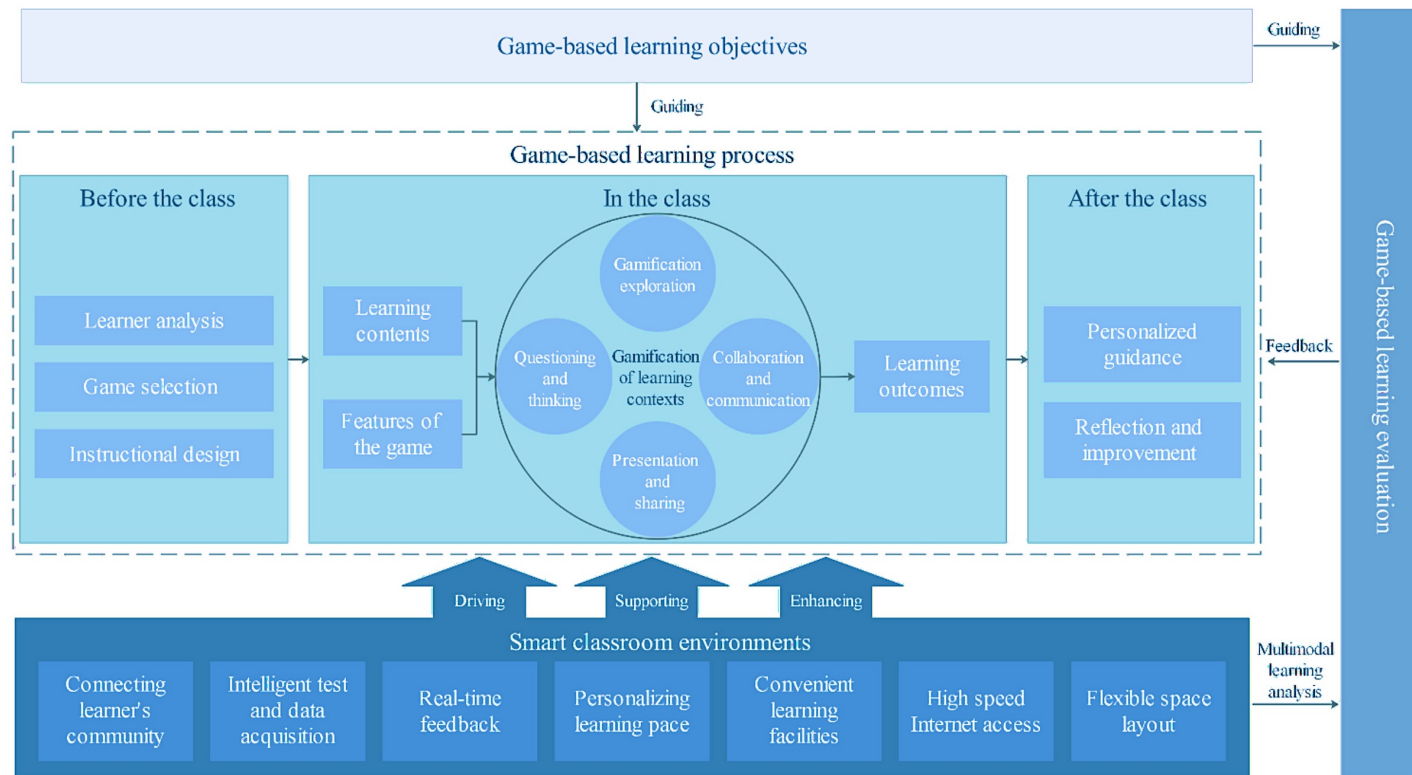 Game-based learning objectives
Guiding
Guiding
Game-based learning process
Before the class
Learner analysis
Game selection
Instructional design
In the class
Learning
contents
Features of
the game
Gamification
exploration
Questioning
and
thinking
Gamification
of learning
contexts
Collaboration and
communication
Presentation
and
sharing
Learning
outcomes
After the class
Personalized
guidance
Reflection and
improvement
Feedback
Game-based learning evaluation
Driving
Supporting
Enhancing
Smart classroom environments
Connecting
learner's
community
Intelligent test
and data
acquisition
Real-time
feedback
Personalizing
learning pace
Convenient
learning
facilities
High speed
Internet access
Flexible space
layout
Multimodal
learning
analysis